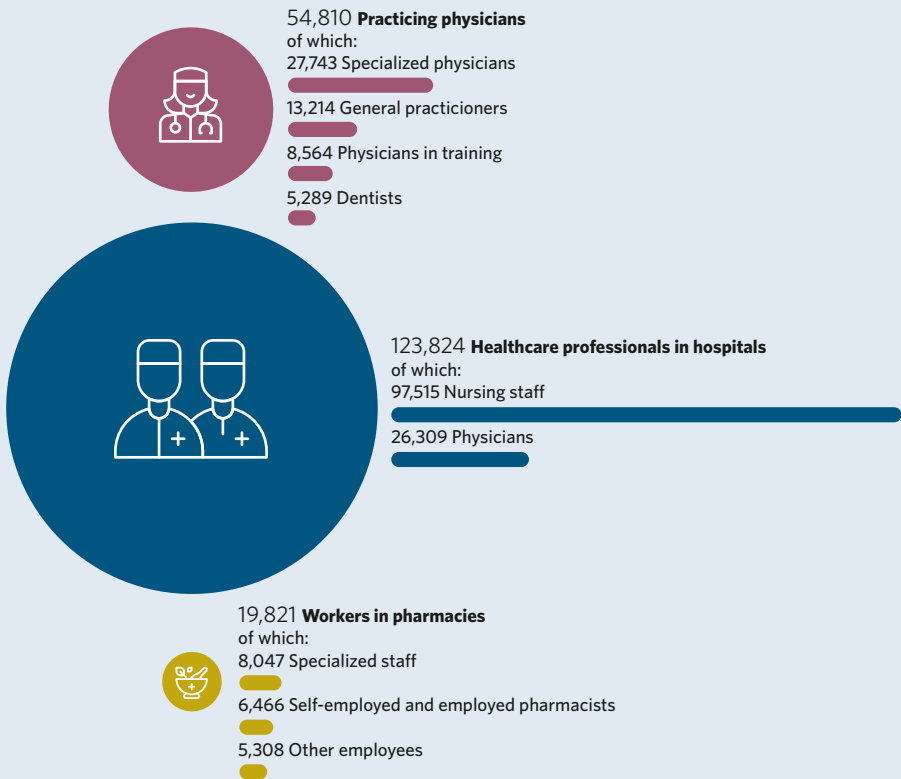 54,810 Practicing physicians
of which:
27,743 Specialized physicians
13,214 General practicioners
8,564 Physicians in training
5,289 Dentists
123,824 Healthcare professionals in hospitals
of which:
97,515 Nursing staff
26,309 Physicians
19,821 Workers in pharmacies
of which:
8,047 Specialized staff
6,466 Self-employed and employed pharmacists
5,308 Other employees